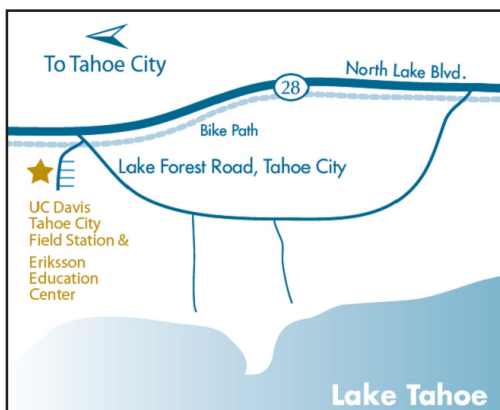 To Tahoe City
North Lake Blvd.
28
Bike Path
Lake Forest Road, Tahoe City
UC Davis
Tahoe City
Field Station &
Eriksson
Education
Center
Lake Tahoe